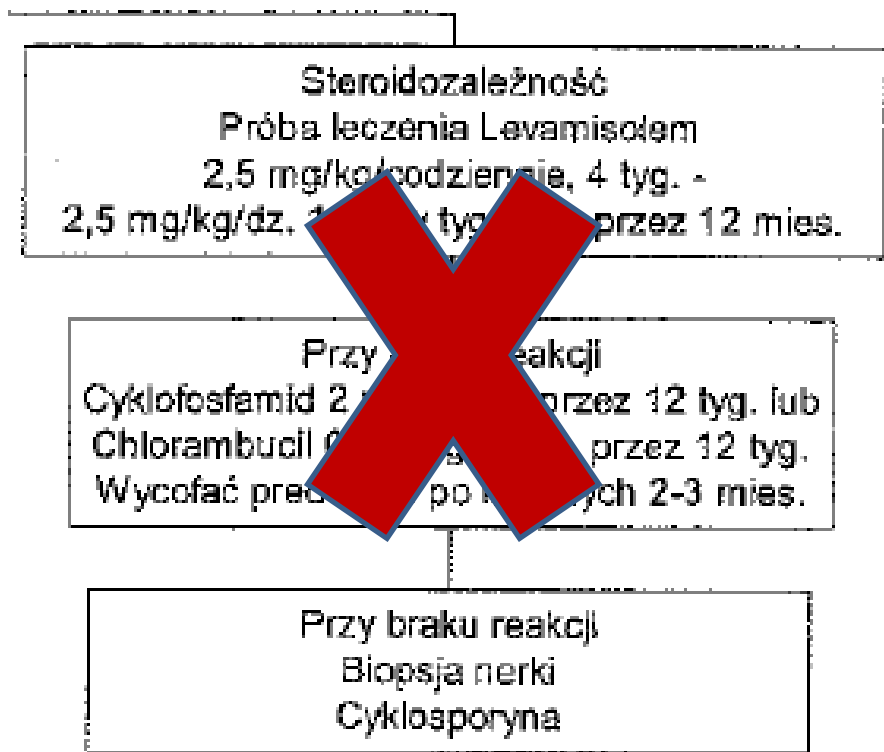 Steroidozależność
Próba leczenia Levamisolem
2,5 mg/kg/codziennie, 4 tyg. -
2,5 mg/kg/dz. przez 12 mies.
Przy
Cyklofosfamid 2 przez 12 tyg. lub
Chlorambucil przez 12 tyg.
Wycofać po 2-3 mies.
Przy braku reakcji
Biopsja nerki
Cyklosporyna